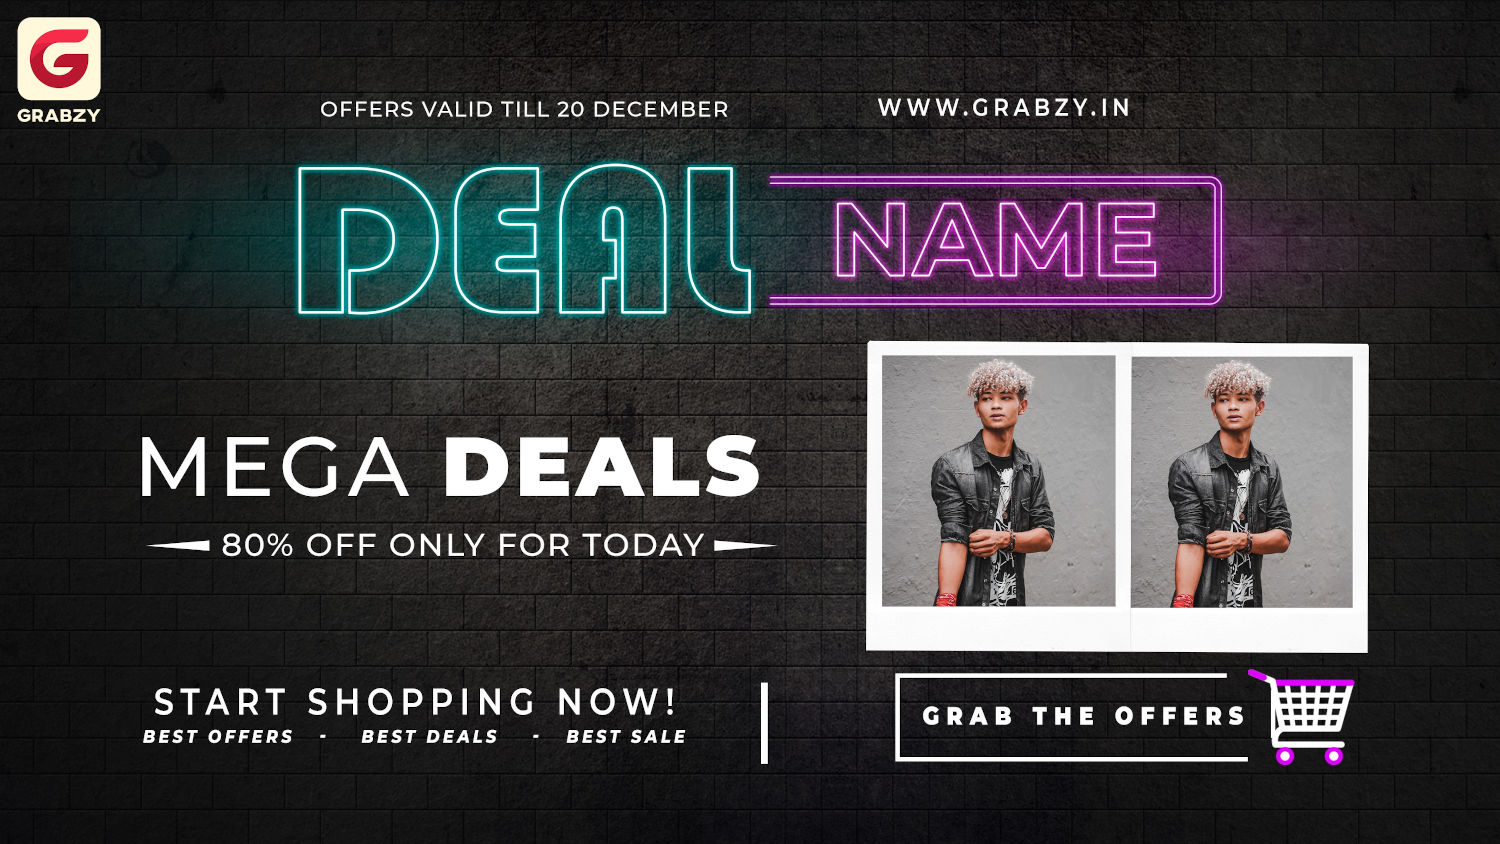 GRABZY
OFFERS VALID TILL 20 DECEMBER
WWW.GRABZY.IN
DEAL
NAME
MEGA DEALS
80% OFF ONLY FOR TODAY
START SHOPPING NOW!
BEST OFFERS - BEST DEALS - BEST SALE
GRAB THE OFFERS